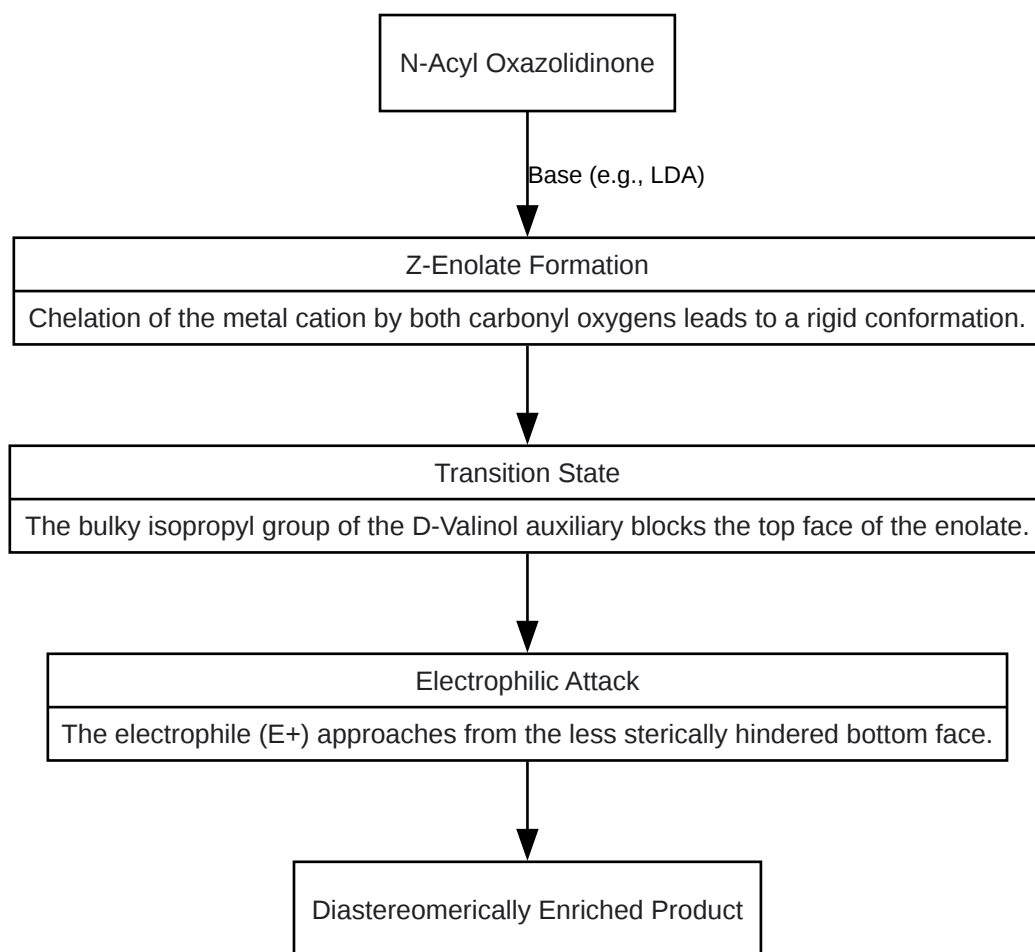 N-Acyl Oxazolidinone
Base (e.g., LDA)
Z-Enolate Formation
Chelation of the metal cation by both carbonyl oxygens leads to a rigid conformation.
Transition State
The bulky isopropyl group of the D-Valinol auxiliary blocks the top face of the enolate.
Electrophilic Attack
The electrophile (E+) approaches from the less sterically hindered bottom face.
Diastereomerically Enriched Product